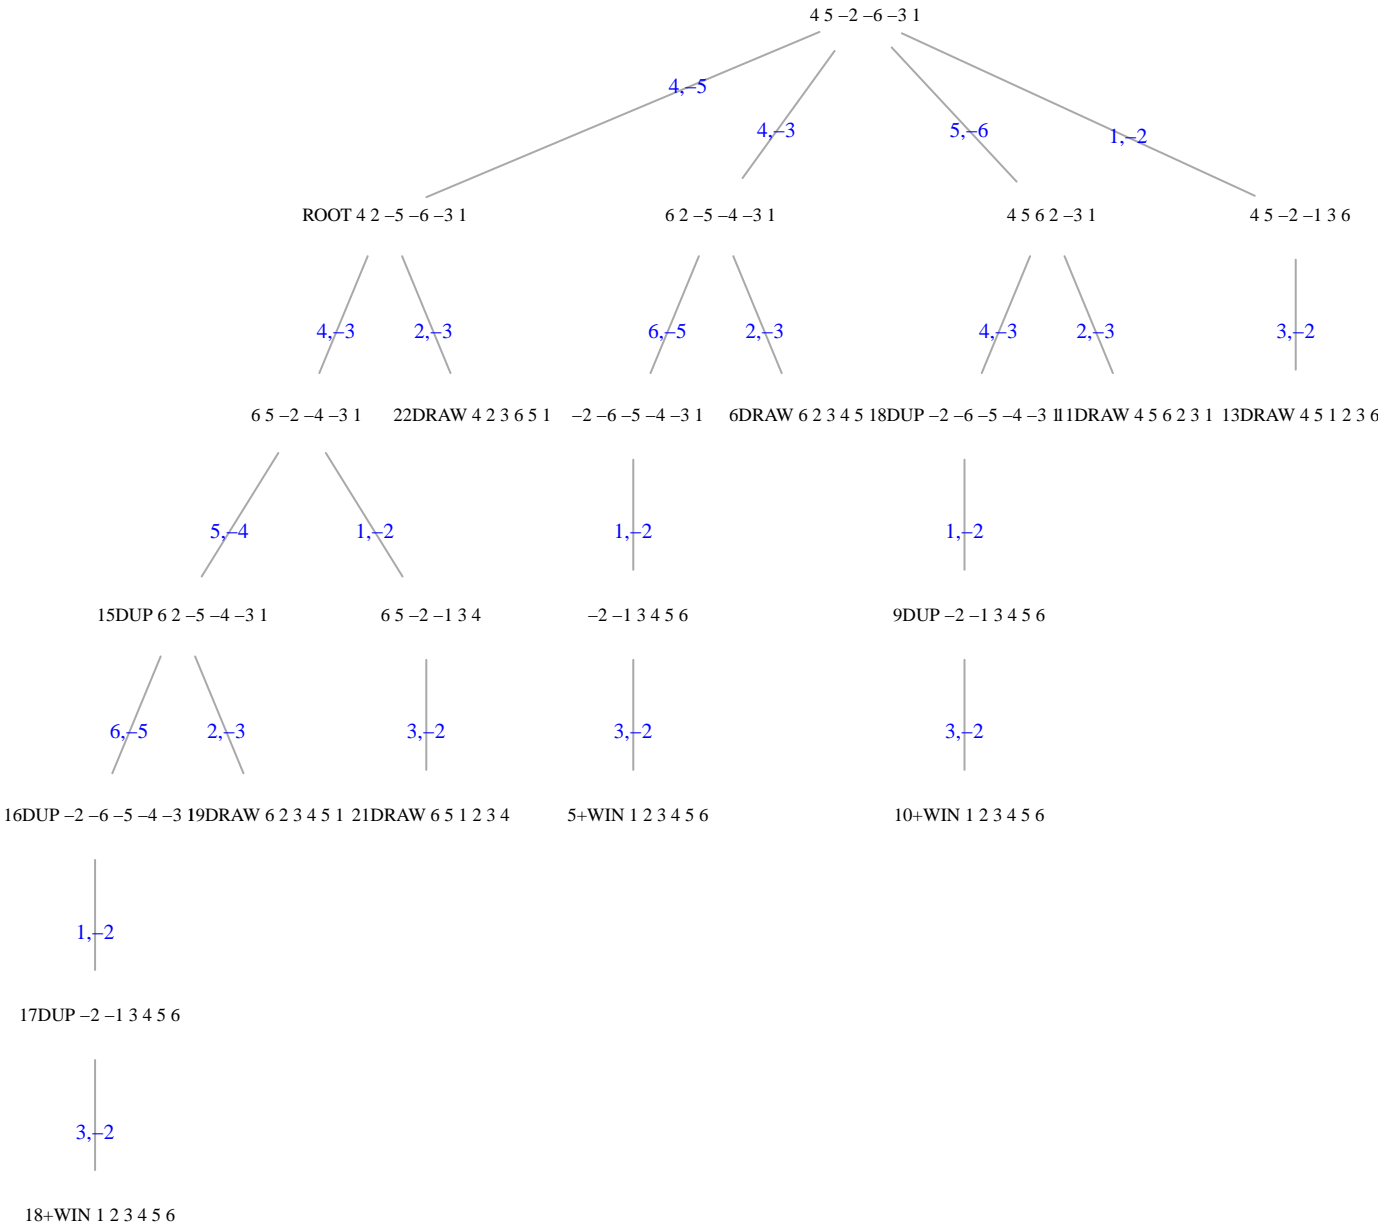 4 5 –2 –6 –3 1
4,–5
4,–3
5,–6
1,–2
ROOT 4 2 –5 –6 –3 1
6 2 –5 –4 –3 1
4 5 6 2 –3 1
4 5 –2 –1 3 6
4,–3
2,–3
6,–5
2,–3
4,–3
2,–3
3,–2
6 5 –2 –4 –3 1
22DRAW 4 2 3 6 5 1
–2 –6 –5 –4 –3 1
6DRAW 6 2 3 4 5 1
8DUP –2 –6 –5 –4 –3 1
11DRAW 4 5 6 2 3 1
13DRAW 4 5 1 2 3 6
5,–4
1,–2
1,–2
1,–2
15DUP 6 2 –5 –4 –3 1
6 5 –2 –1 3 4
–2 –1 3 4 5 6
9DUP –2 –1 3 4 5 6
6,–5
2,–3
3,–2
3,–2
3,–2
16DUP –2 –6 –5 –4 –3 1
19DRAW 6 2 3 4 5 1
21DRAW 6 5 1 2 3 4
5+WIN 1 2 3 4 5 6
10+WIN 1 2 3 4 5 6
1,–2
17DUP –2 –1 3 4 5 6
3,–2
18+WIN 1 2 3 4 5 6